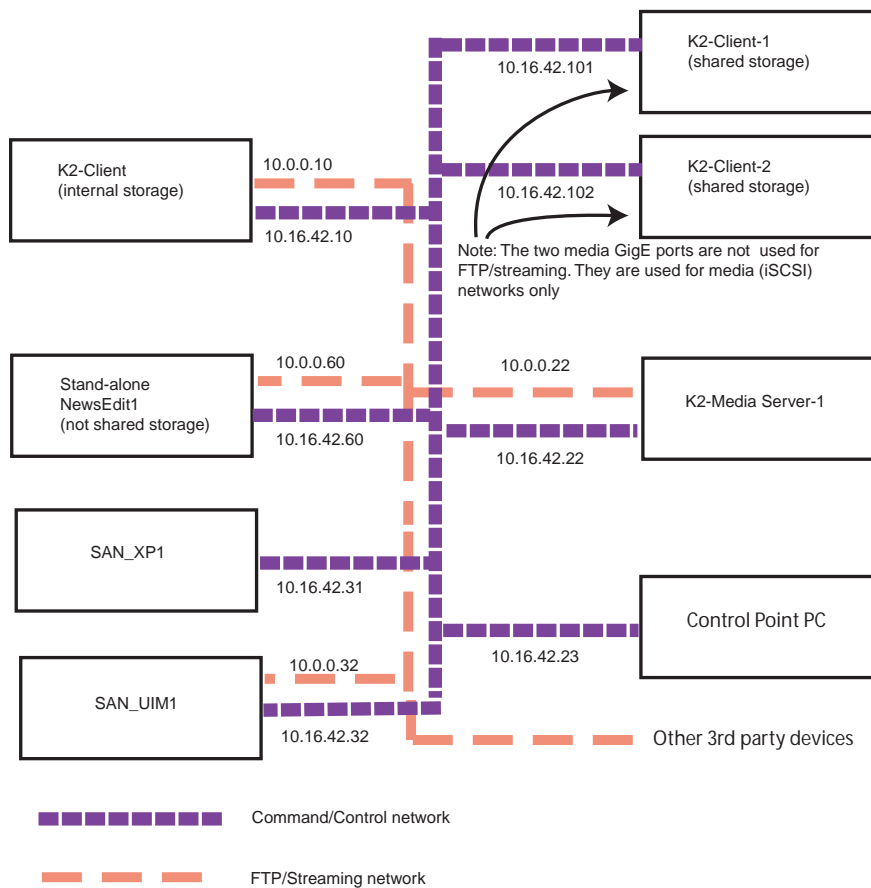 K2-Client-1
(shared storage)
10.16.42.101
K2-Client
(internal storage)
10.0.0.10
10.16.42.10
K2-Client-2
(shared storage)
10.16.42.102
Note: The two media GigE ports are not used for
FTP/streaming. They are used for media (iSCSI)
networks only
Stand-alone
NewsEdit1
(not shared storage)
10.0.0.60
10.16.42.60
10.0.0.22
10.16.42.22
K2-Media Server-1
SAN_XP1
10.16.42.31
Control Point PC
10.16.42.23
SAN_UIM1
10.0.0.32
10.16.42.32
Other 3rd party devices
Command/Control network
FTP/Streaming network